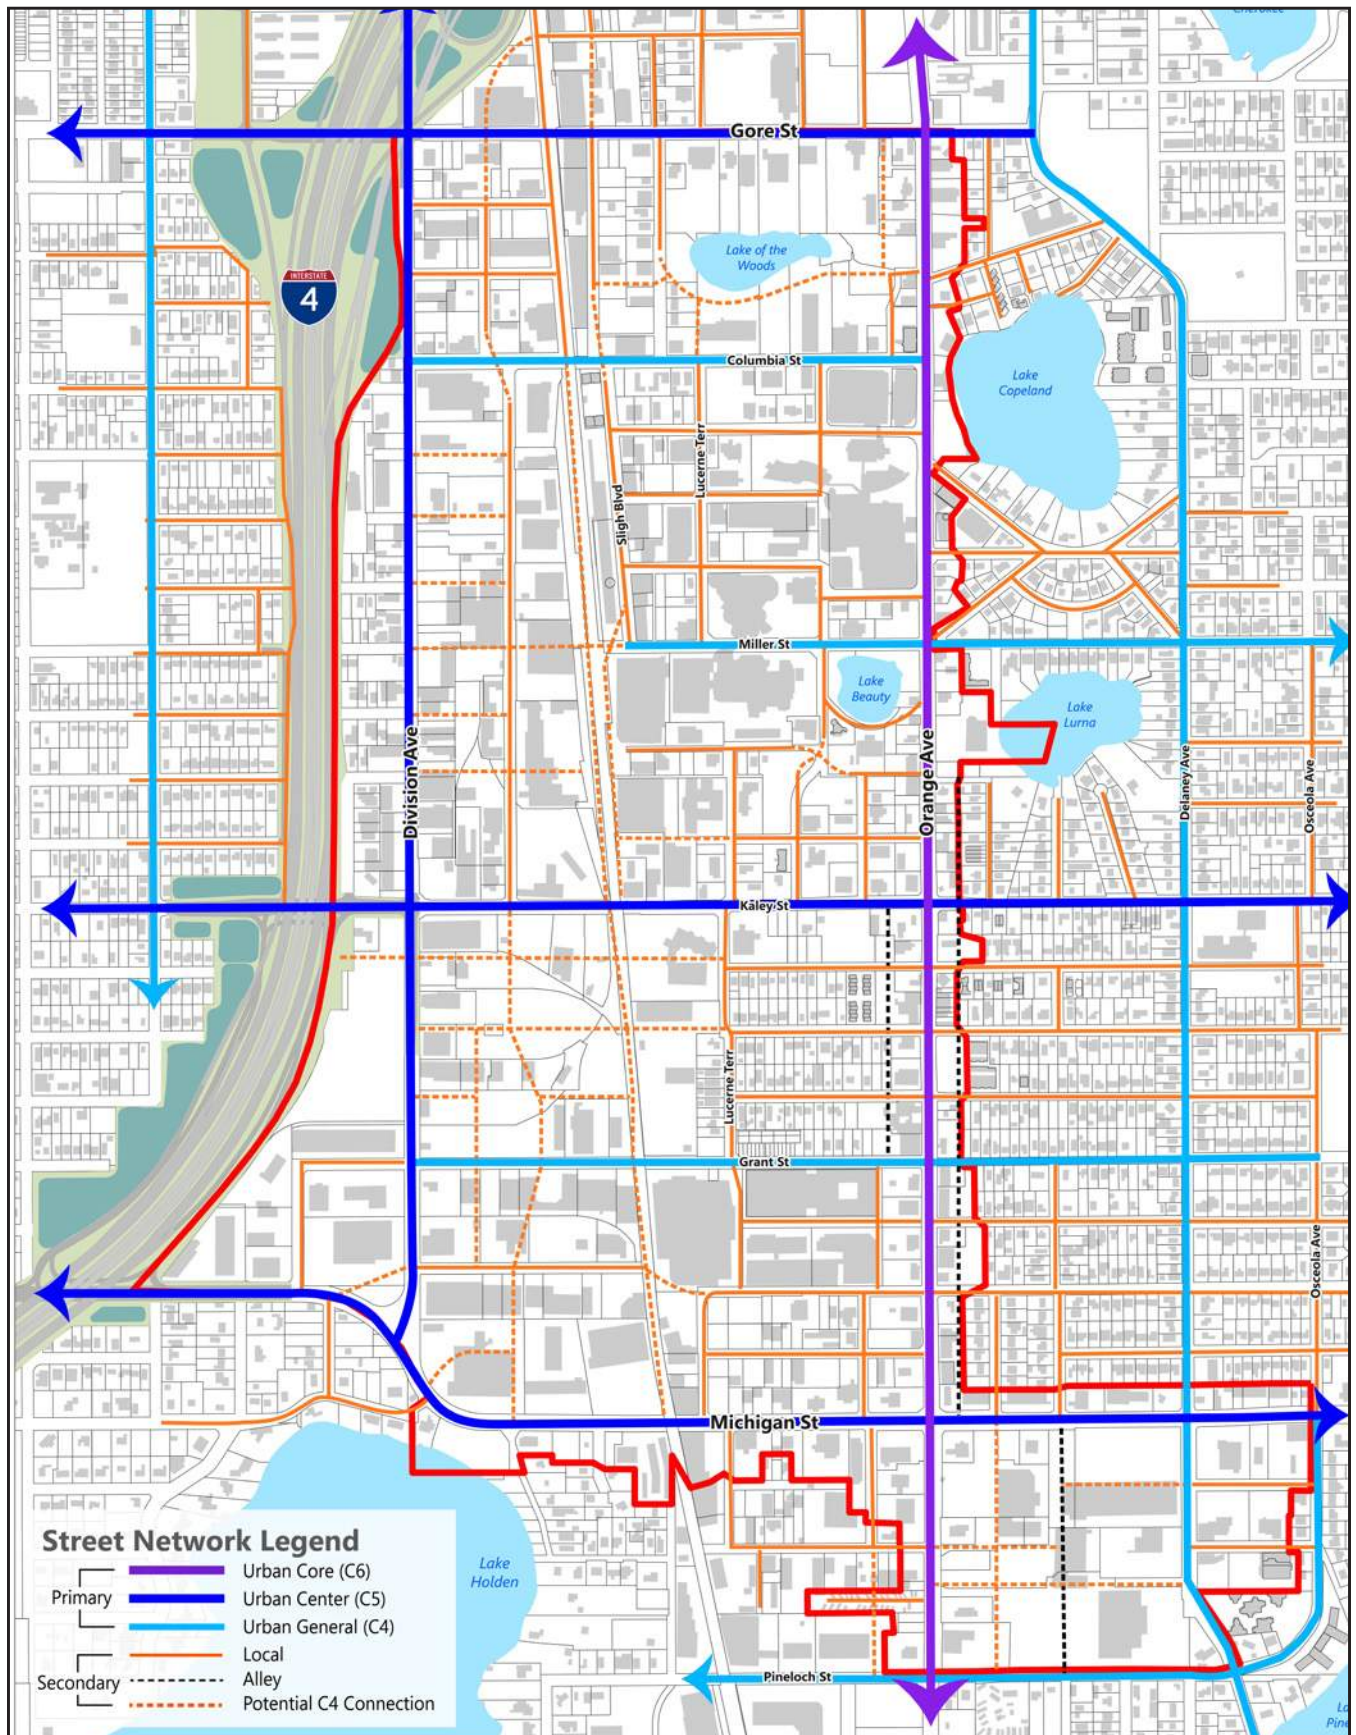 Cherokee
Gore St
Lake of the
Woods
INTERSTATE
4
Columbia St
Lake
Copeland
Lucerne Terr
Sligh Blvd
Miller St
Lake
Beauty
Lake
Lurna
Division Ave
Orange Ave
Delaney Ave
Osceola Ave
Kaley St
Lucerne Terr
Grant St
Osceola Ave
Michigan St
Street Network Legend
Primary
Urban Core (C6)
Urban Center (C5)
Urban General (C4)
Secondary
Local
Alley
Potential C4 Connection
Lake
Holden
Pineloch St